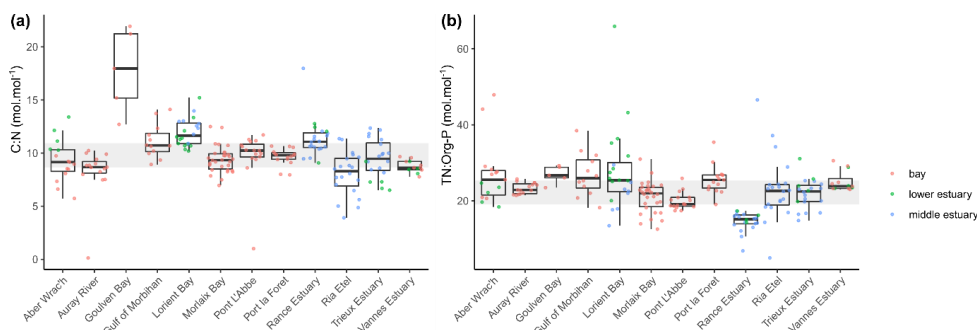 (a)
C:N (mol.mol⁻¹)
20
15
10
5
0
Aber Wrac'h
Auray River
Goulven Bay
Gulf of Morbihan
Lorient Bay
Morlaix Bay
Pont L'Abbe
Port la Foret
Rance Estuary
Ria Etel
Trieux Estuary
Vannes Estuary
(b)
TN:Org-P (mol.mol⁻¹)
60
40
20
Aber Wrac'h
Auray River
Goulven Bay
Gulf of Morbihan
Lorient Bay
Morlaix Bay
Pont L'Abbe
Port la Foret
Rance Estuary
Ria Etel
Trieux Estuary
Vannes Estuary
bay
lower estuary
middle estuary